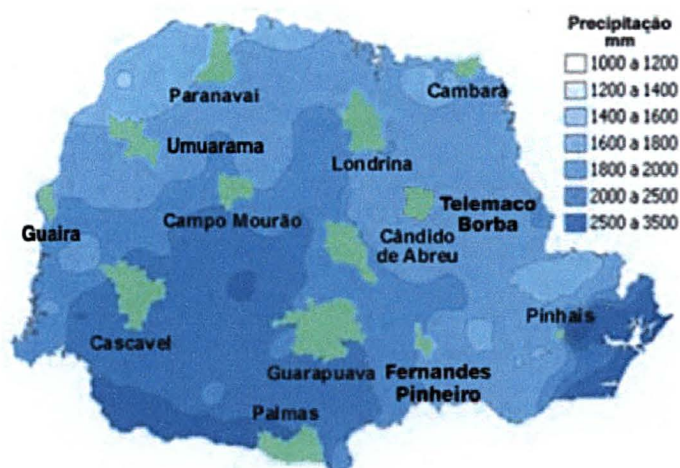 Precipitação
mm
1000 a 1200
1200 a 1400
1400 a 1600
1600 a 1800
1800 a 2000
2000 a 2500
2500 a 3500
Paranavai
Cambará
Umuarama
Londrina
Campo Mourão
Telemaco
Borba
Guaira
Cândido
de Abreu
Cascavel
Pinhais
Guarapuava
Fernandes
Pinheiro
Palmas